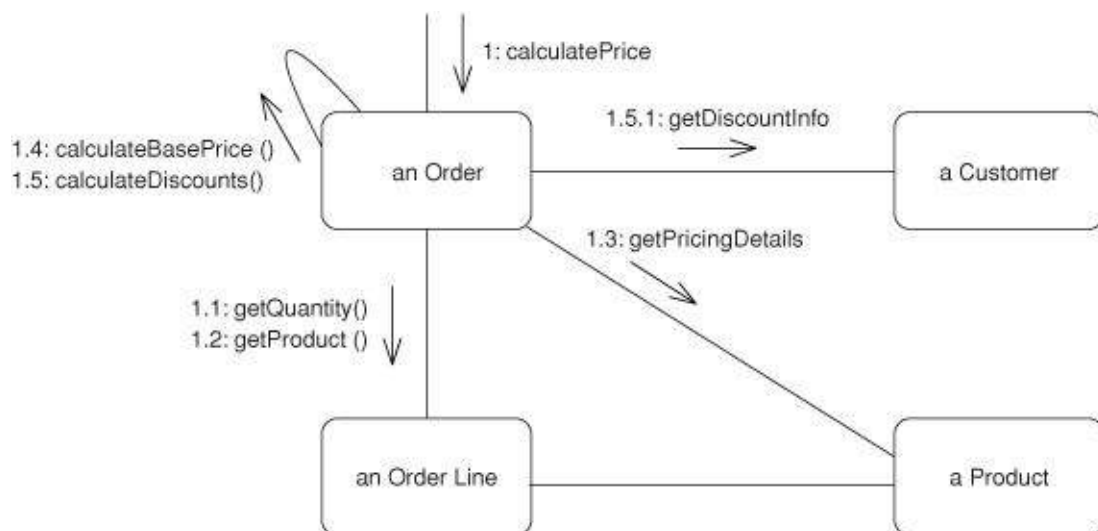 1: calculatePrice
1.5.1: getDiscountInfo
1.4: calculateBasePrice ()
1.5: calculateDiscounts()
an Order
a Customer
1.3: getPricingDetails
1.1: getQuantity()
1.2: getProduct ()
an Order Line
a Product